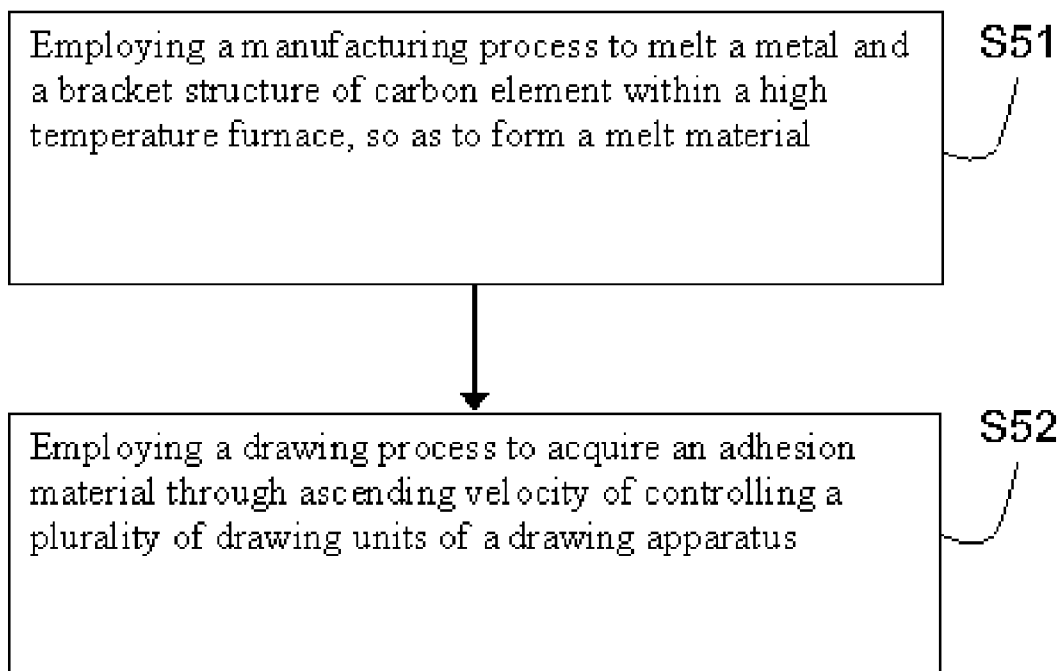 Employing a manufacturing process to melt a metal and
a bracket structure of carbon element within a high
temperature furnace, so as to form a melt material
S51
Employing a drawing process to acquire an adhesion
material through ascending velocity of controlling a
plurality of drawing units of a drawing apparatus
S52